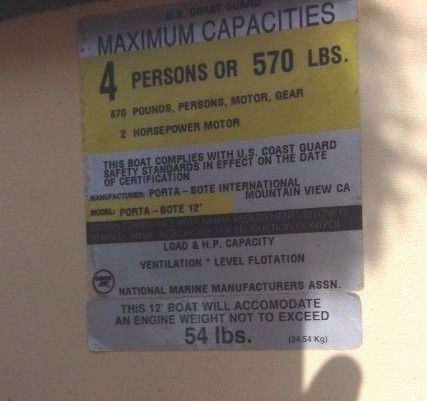 U.S. COAST GUARD
MAXIMUM CAPACITIES
4 PERSONS OR 570 LBS.
670 POUNDS, PERSONS, MOTOR, GEAR
2 HORSEPOWER MOTOR
THIS BOAT COMPLIES WITH U.S. COAST GUARD
SAFETY STANDARDS IN EFFECT ON THE DATE
OF CERTIFICATION
MANUFACTURER: PORTA-BOTE INTERNATIONAL
MOUNTAIN VIEW CA
MODEL: PORTA-BOTE 12'
LOAD & H.P. CAPACITY
VENTILATION * LEVEL FLOTATION
NATIONAL MARINE MANUFACTURERS ASSN.
THIS 12' BOAT WILL ACCOMODATE
AN ENGINE WEIGHT NOT TO EXCEED
54 lbs. (24.54 Kg)